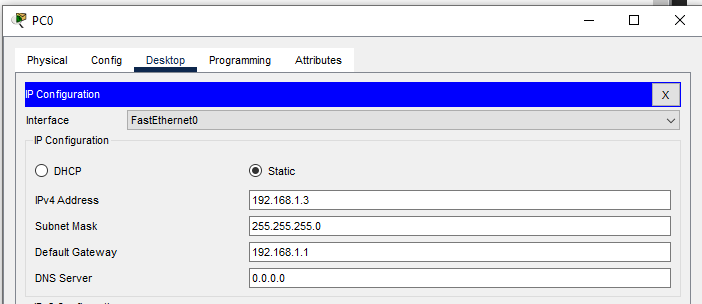 PC0
Physical Config Desktop Programming Attributes
IP Configuration X
Interface FastEthernet0
IP Configuration
DHCP Static
IPv4 Address 192.168.1.3
Subnet Mask 255.255.255.0
Default Gateway 192.168.1.1
DNS Server 0.0.0.0